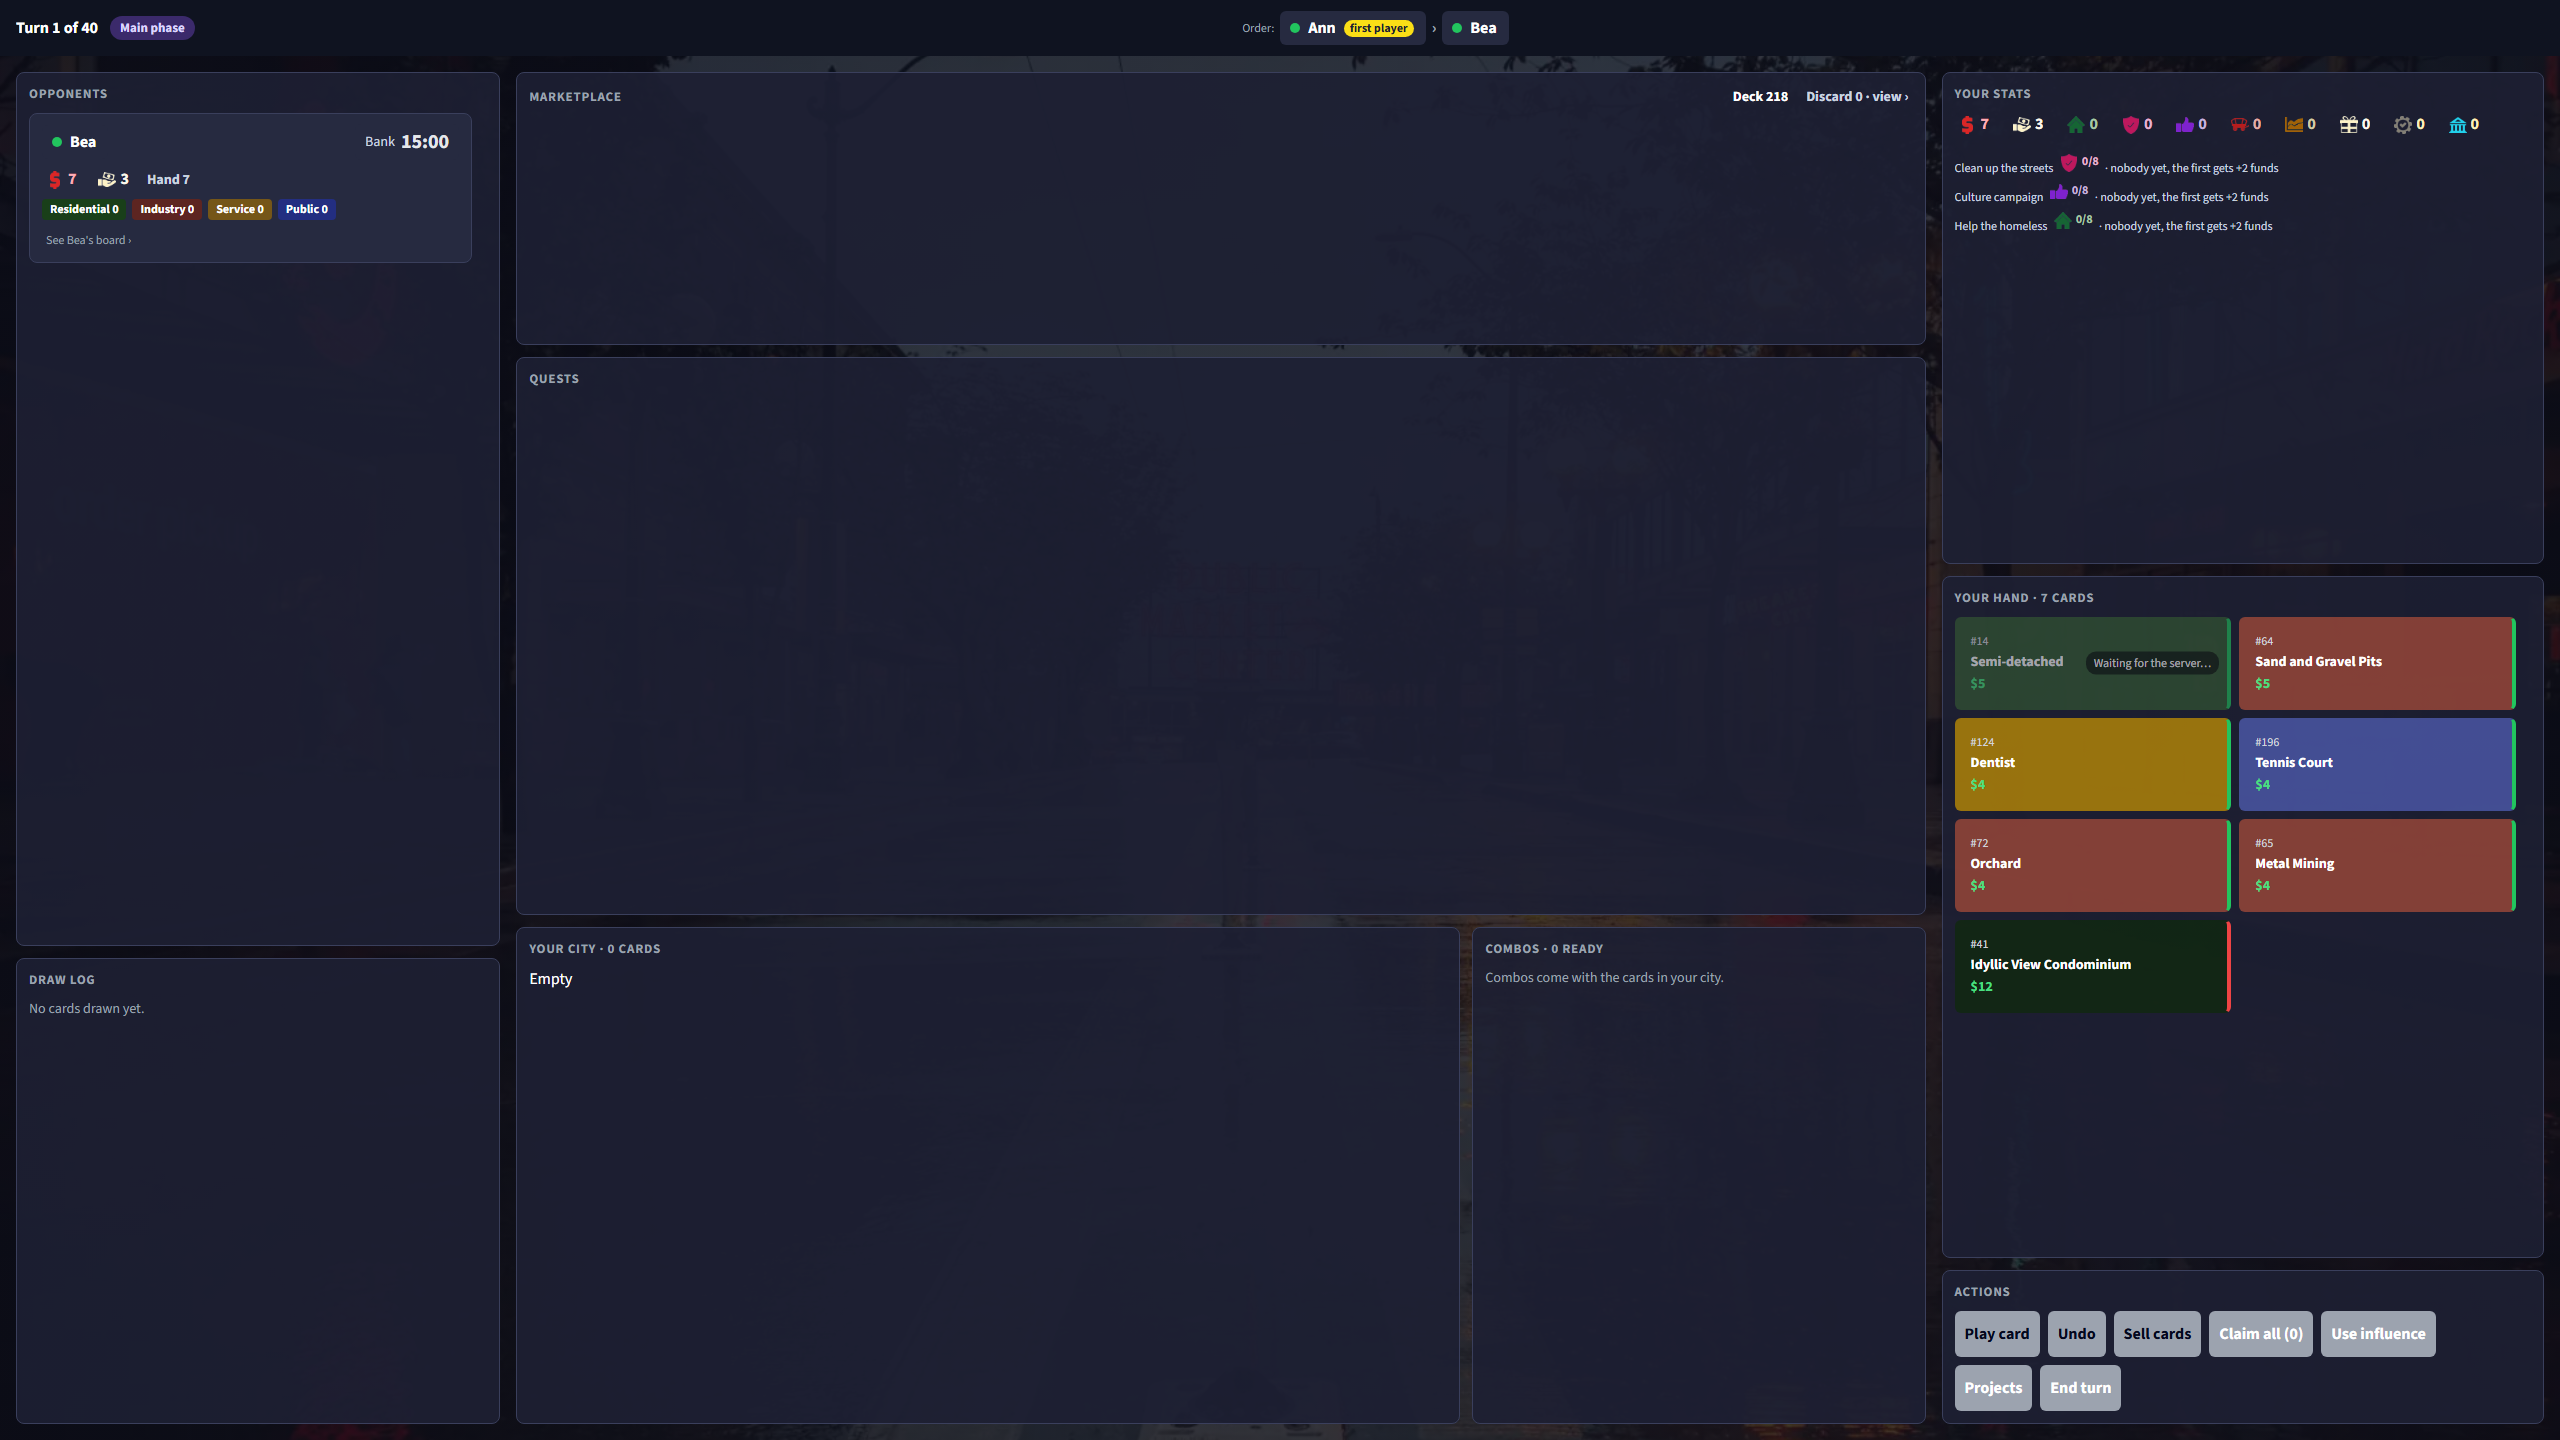 Turn 1 of 40 Main phase
Order: Ann first player › Bea
OPPONENTS
Bea Bank 15:00
7 3 Hand 7
Residential 0 Industry 0 Service 0 Public 0
See Bea's board ›
DRAW LOG
No cards drawn yet.
MARKETPLACE Deck 218 Discard 0 · view ›
QUESTS
YOUR CITY · 0 CARDS
Empty
COMBOS · 0 READY
Combos come with the cards in your city.
YOUR STATS
7 3 0 0 0 0 0 0 0 0
Clean up the streets 0/8 · nobody yet, the first gets +2 funds
Culture campaign 0/8 · nobody yet, the first gets +2 funds
Help the homeless 0/8 · nobody yet, the first gets +2 funds
YOUR HAND · 7 CARDS
#14
Semi-detached
$5
Waiting for the server...
#64
Sand and Gravel Pits
$5
#124
Dentist
$4
#196
Tennis Court
$4
#72
Orchard
$4
#65
Metal Mining
$4
#41
Idyllic View Condominium
$12
ACTIONS
Play card Undo Sell cards Claim all (0) Use influence
Projects End turn